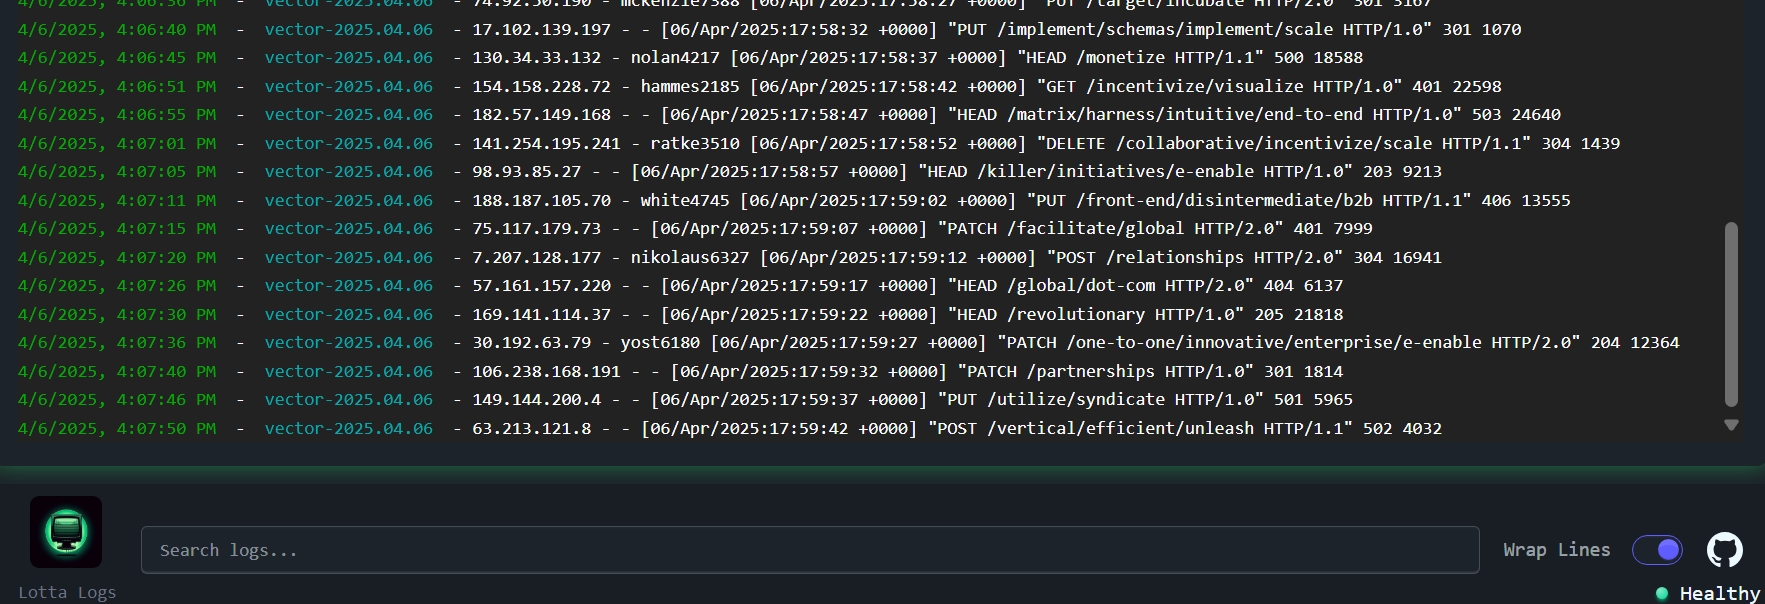 4/6/2025, 4:06:36 PM - vector-2025.04.06 - 74.92.50.190 - mckenzie7388 [06/Apr/2025:17:58:27 +0000] "PUT /target/incubate HTTP/2.0" 301 3167
4/6/2025, 4:06:40 PM - vector-2025.04.06 - 17.102.139.197 - - [06/Apr/2025:17:58:32 +0000] "PUT /implement/schemas/implement/scale HTTP/1.0" 301 1070
4/6/2025, 4:06:45 PM - vector-2025.04.06 - 130.34.33.132 - nolan4217 [06/Apr/2025:17:58:37 +0000] "HEAD /monetize HTTP/1.1" 500 18588
4/6/2025, 4:06:51 PM - vector-2025.04.06 - 154.158.228.72 - hammes2185 [06/Apr/2025:17:58:42 +0000] "GET /incentivize/visualize HTTP/1.0" 401 22598
4/6/2025, 4:06:55 PM - vector-2025.04.06 - 182.57.149.168 - - [06/Apr/2025:17:58:47 +0000] "HEAD /matrix/harness/intuitive/end-to-end HTTP/1.0" 503 24640
4/6/2025, 4:07:01 PM - vector-2025.04.06 - 141.254.195.241 - ratke3510 [06/Apr/2025:17:58:52 +0000] "DELETE /collaborative/incentivize/scale HTTP/1.1" 304 1439
4/6/2025, 4:07:05 PM - vector-2025.04.06 - 98.93.85.27 - - [06/Apr/2025:17:58:57 +0000] "HEAD /killer/initiatives/e-enable HTTP/1.0" 203 9213
4/6/2025, 4:07:11 PM - vector-2025.04.06 - 188.187.105.70 - white4745 [06/Apr/2025:17:59:02 +0000] "PUT /front-end/disintermediate/b2b HTTP/1.1" 406 13555
4/6/2025, 4:07:15 PM - vector-2025.04.06 - 75.117.179.73 - - [06/Apr/2025:17:59:07 +0000] "PATCH /facilitate/global HTTP/2.0" 401 7999
4/6/2025, 4:07:20 PM - vector-2025.04.06 - 7.207.128.177 - nikolaus6327 [06/Apr/2025:17:59:12 +0000] "POST /relationships HTTP/2.0" 304 16941
4/6/2025, 4:07:26 PM - vector-2025.04.06 - 57.161.157.220 - - [06/Apr/2025:17:59:17 +0000] "HEAD /global/dot-com HTTP/2.0" 404 6137
4/6/2025, 4:07:30 PM - vector-2025.04.06 - 169.141.114.37 - - [06/Apr/2025:17:59:22 +0000] "HEAD /revolutionary HTTP/1.0" 205 21818
4/6/2025, 4:07:36 PM - vector-2025.04.06 - 30.192.63.79 - yost6180 [06/Apr/2025:17:59:27 +0000] "PATCH /one-to-one/innovative/enterprise/e-enable HTTP/2.0" 204 12364
4/6/2025, 4:07:40 PM - vector-2025.04.06 - 106.238.168.191 - - [06/Apr/2025:17:59:32 +0000] "PATCH /partnerships HTTP/1.0" 301 1814
4/6/2025, 4:07:46 PM - vector-2025.04.06 - 149.144.200.4 - - [06/Apr/2025:17:59:37 +0000] "PUT /utilize/syndicate HTTP/1.0" 501 5965
4/6/2025, 4:07:50 PM - vector-2025.04.06 - 63.213.121.8 - - [06/Apr/2025:17:59:42 +0000] "POST /vertical/efficient/unleash HTTP/1.1" 502 4032
Search logs...
Wrap Lines
Lotta Logs
Healthy